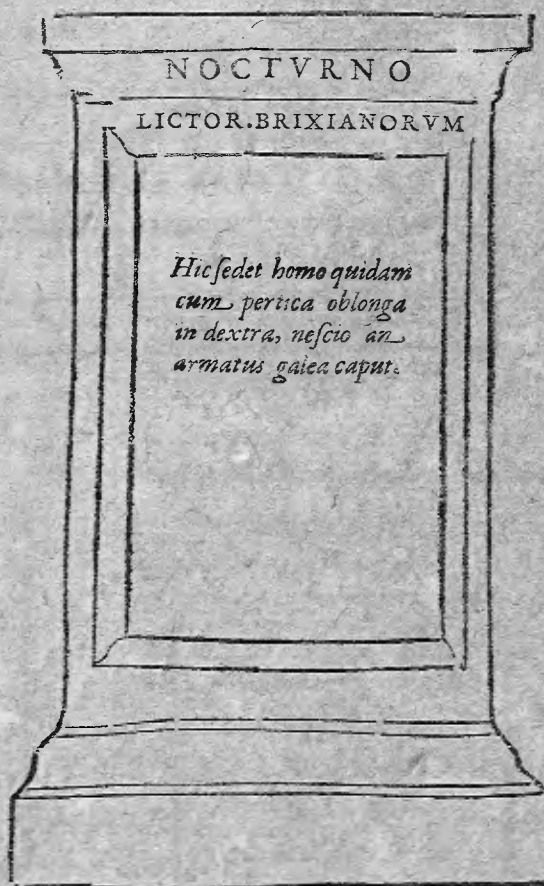 NOCTVRNO
LICTOR.BRIXIANORVM
Hic ſedet homo quidam
cum pertica oblonga
in dextra, neſcio an
armatus galea caput.